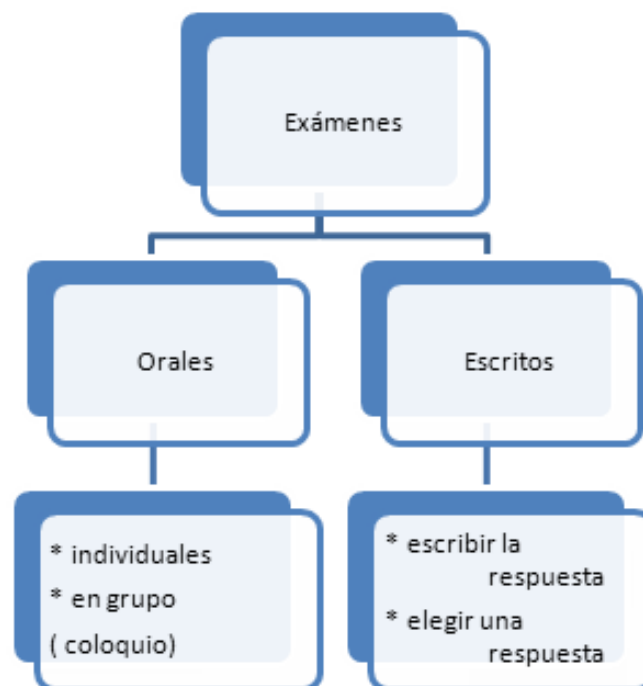 Exámenes
Orales
Escritos
* individuales
* en grupo
( coloquio)
* escribir la
respuesta
* elegir una
respuesta